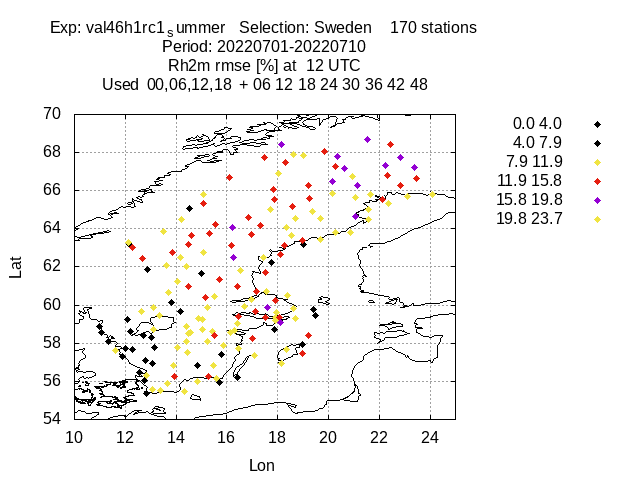 Exp: val46h1rc1summer   Selection: Sweden    170 stations
Period: 20220701-20220710
Rh2m rmse [%] at  12 UTC
Used  00,06,12,18  + 06 12 18 24 30 36 42 48
0.0 4.0
4.0 7.9
7.9 11.9
11.9 15.8
15.8 19.8
19.8 23.7
70
68
66
64
62
60
58
56
54
Lat
10 12 14 16 18 20 22 24
Lon